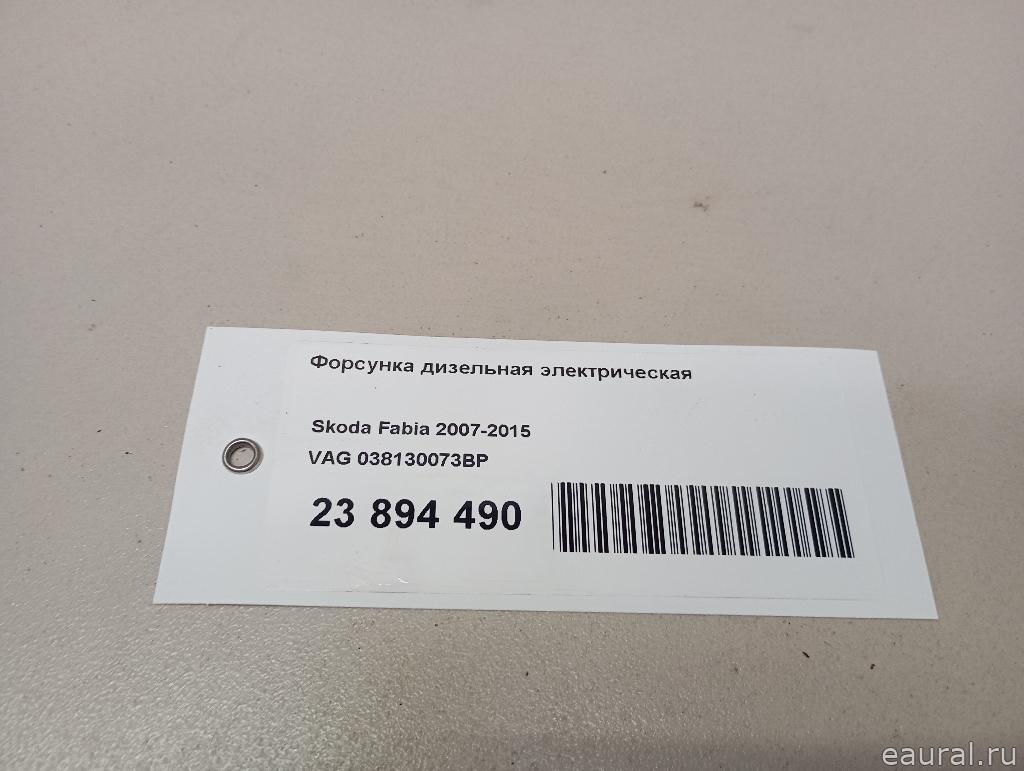 Форсунка дизельная электрическая
Skoda Fabia 2007-2015
VAG 038130073BP
23 894 490
eaural.ru